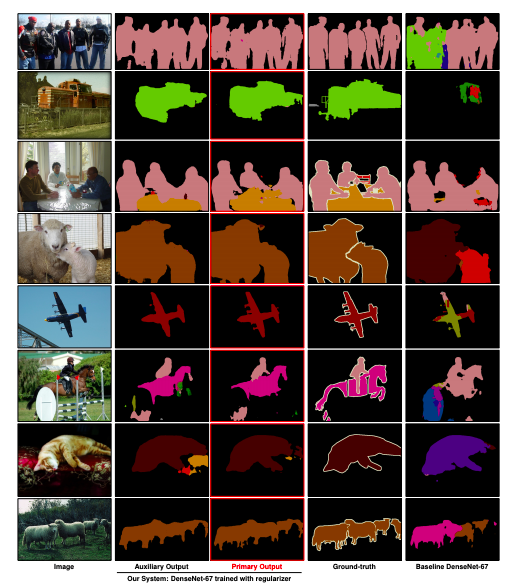 Image
Auxiliary Output
Primary Output
Ground-truth
Baseline DenseNet-67
Our System: DenseNet-67 trained with regularizer